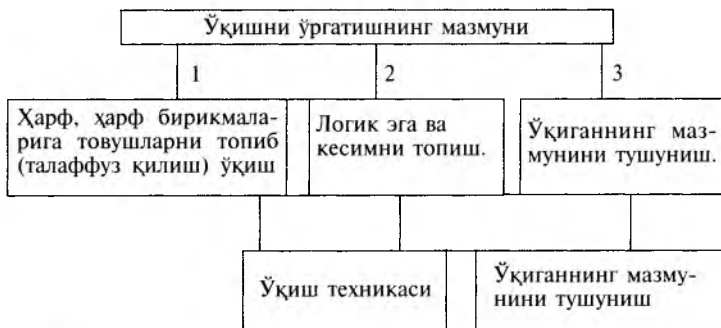 Ўқишни ўргатишнинг мазмуни
1
2
3
Ҳарф, ҳарф бирикмала-
рига товушларни топиб
(талаффуз қилиш) ўқиш
Логик эга ва
кесимни топиш.
Ўқиганнинг маз-
мунини тушуниш.
Ўқиш техникаси
Ўқиганнинг мазму-
нини тушуниш